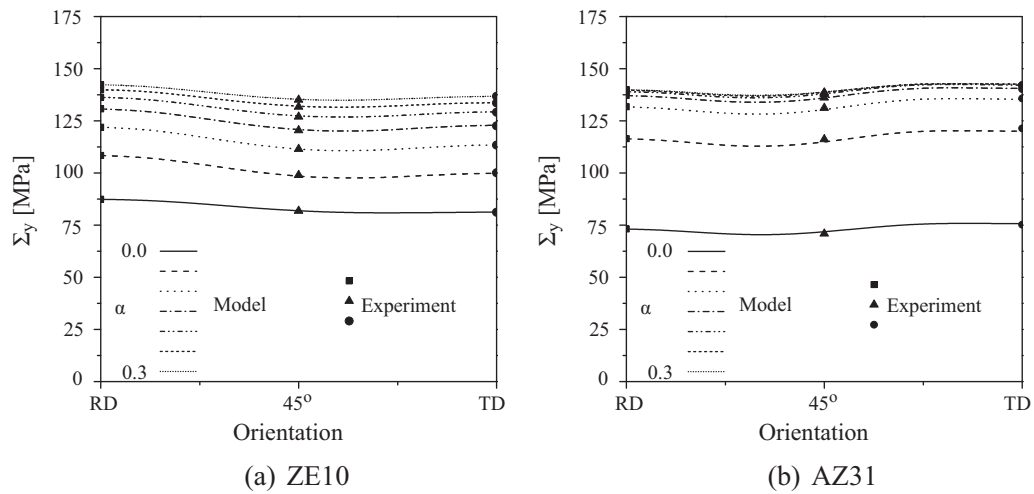 175
150
125
100
75
50
25
0
Σy [MPa]
0.0
α
0.3
Model
Experiment
RD
45º
TD
Orientation
(a) ZE10
175
150
125
100
75
50
25
0
Σy [MPa]
0.0
α
0.3
Model
Experiment
RD
45º
TD
Orientation
(b) AZ31